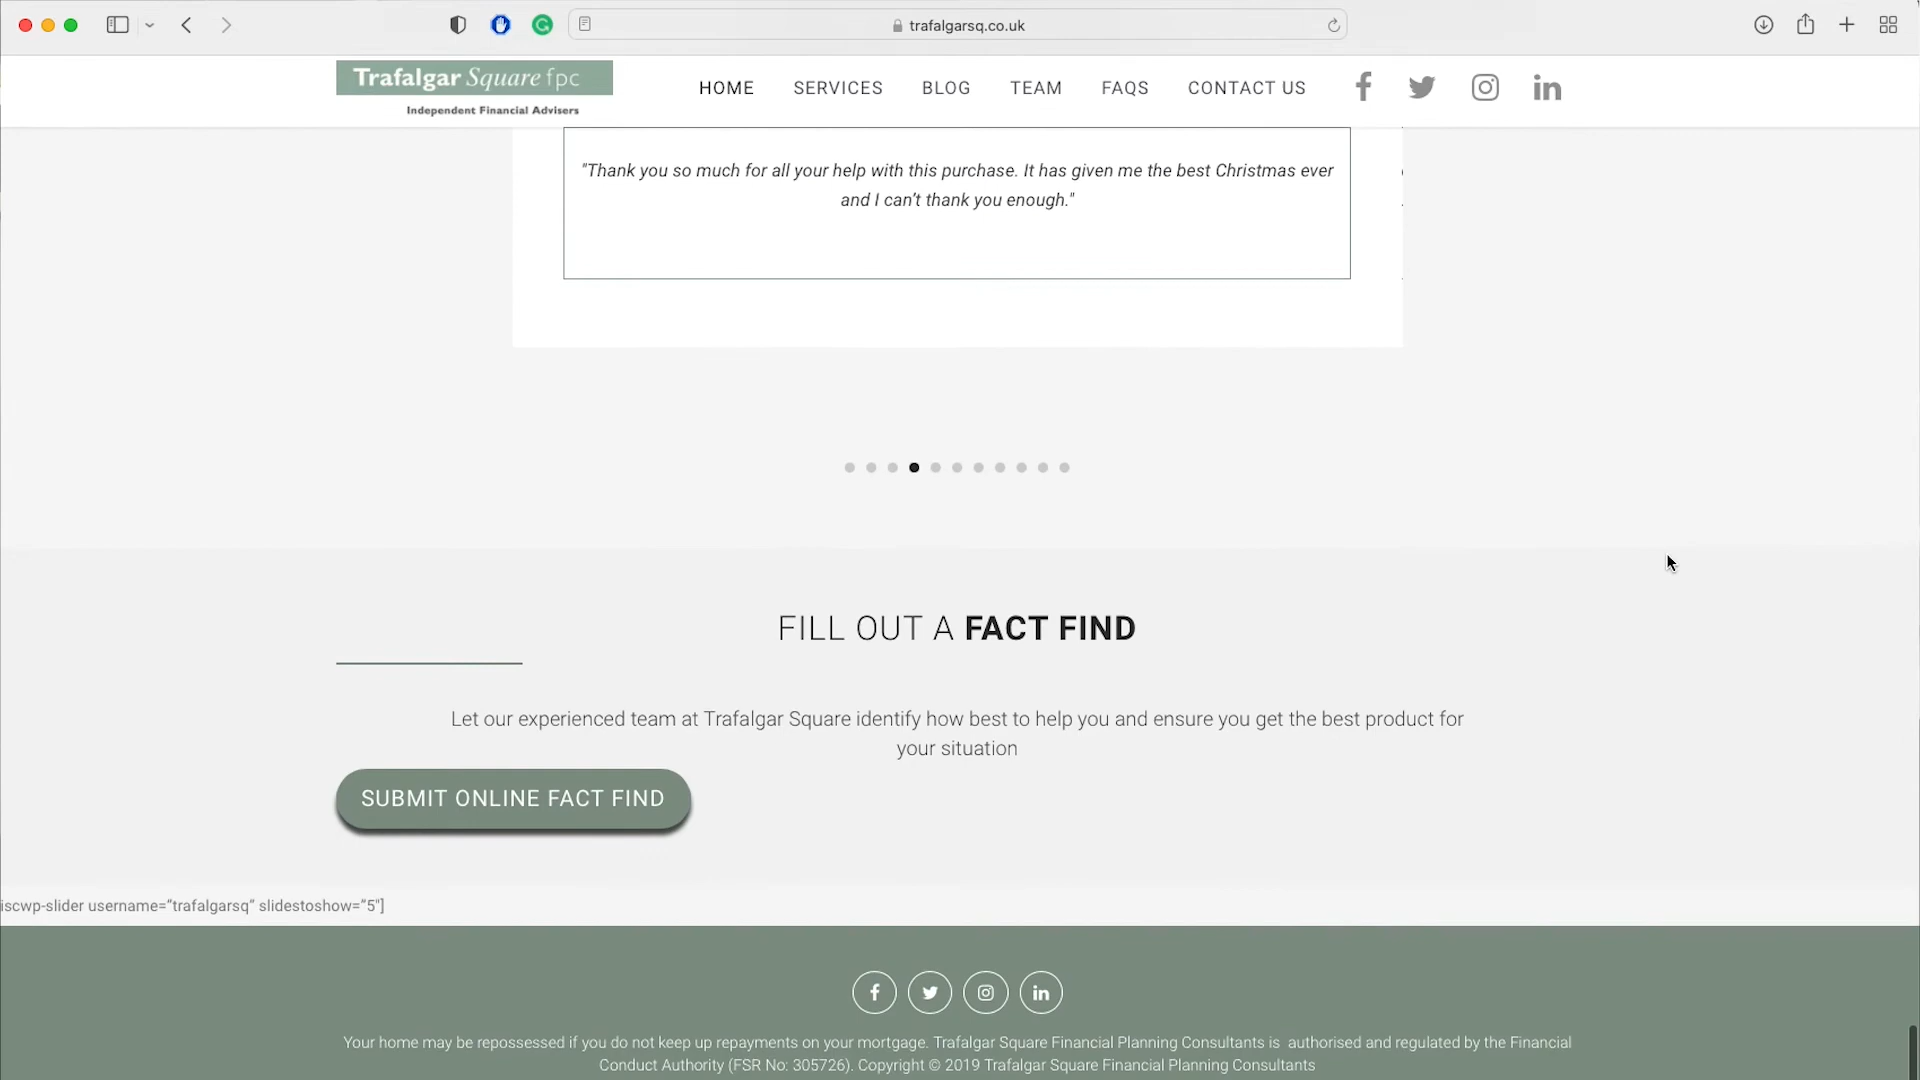 trafalgarsq.co.uk
Trafalgar Square fpc
Independent Financial Advisers
HOME SERVICES BLOG TEAM FAQS CONTACT US
"Thank you so much for all your help with this purchase. It has given me the best Christmas ever
and I can’t thank you enough."
FILL OUT A FACT FIND
Let our experienced team at Trafalgar Square identify how best to help you and ensure you get the best product for
your situation
SUBMIT ONLINE FACT FIND
iscwp-slider username=”trafalgarsq” slidestoshow=”5″]
Your home may be repossessed if you do not keep up repayments on your mortgage. Trafalgar Square Financial Planning Consultants is authorised and regulated by the Financial
Conduct Authority (FSR No: 305726). Copyright © 2019 Trafalgar Square Financial Planning Consultants